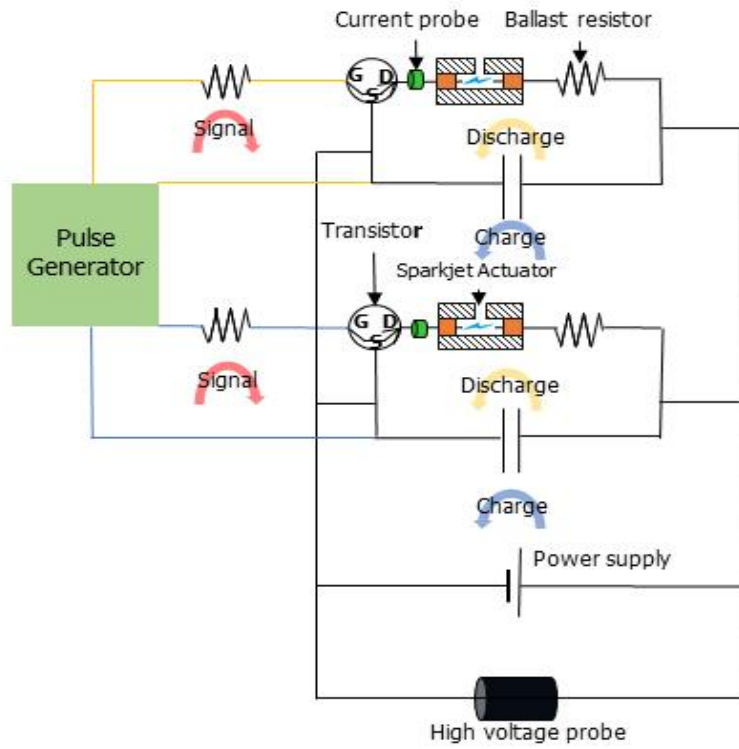 Current probe
Ballast resistor
G D
S
Signal
Discharge
Pulse
Generator
Transistor
Charge
Sparkjet Actuator
G D
S
Signal
Discharge
Charge
Power supply
High voltage probe